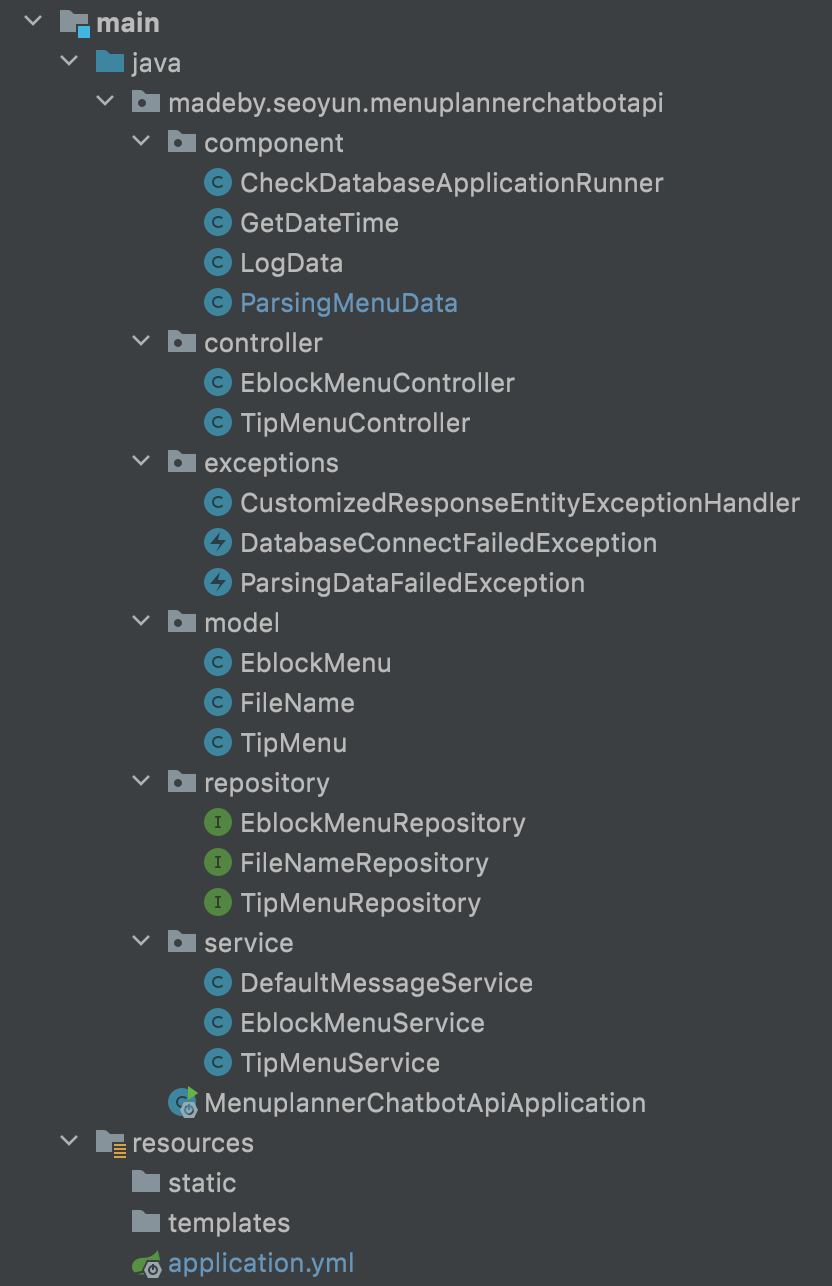 main
java
madeby.seoyun.menuplannerchatbotapi
component
CheckDatabaseApplicationRunner
GetDateTime
LogData
ParsingMenuData
controller
EblockMenuController
TipMenuController
exceptions
CustomizedResponseEntityExceptionHandler
DatabaseConnectFailedException
ParsingDataFailedException
model
EblockMenu
FileName
TipMenu
repository
EblockMenuRepository
FileNameRepository
TipMenuRepository
service
DefaultMessageService
EblockMenuService
TipMenuService
MenuplannerChatbotApiApplication
resources
static
templates
application.yml